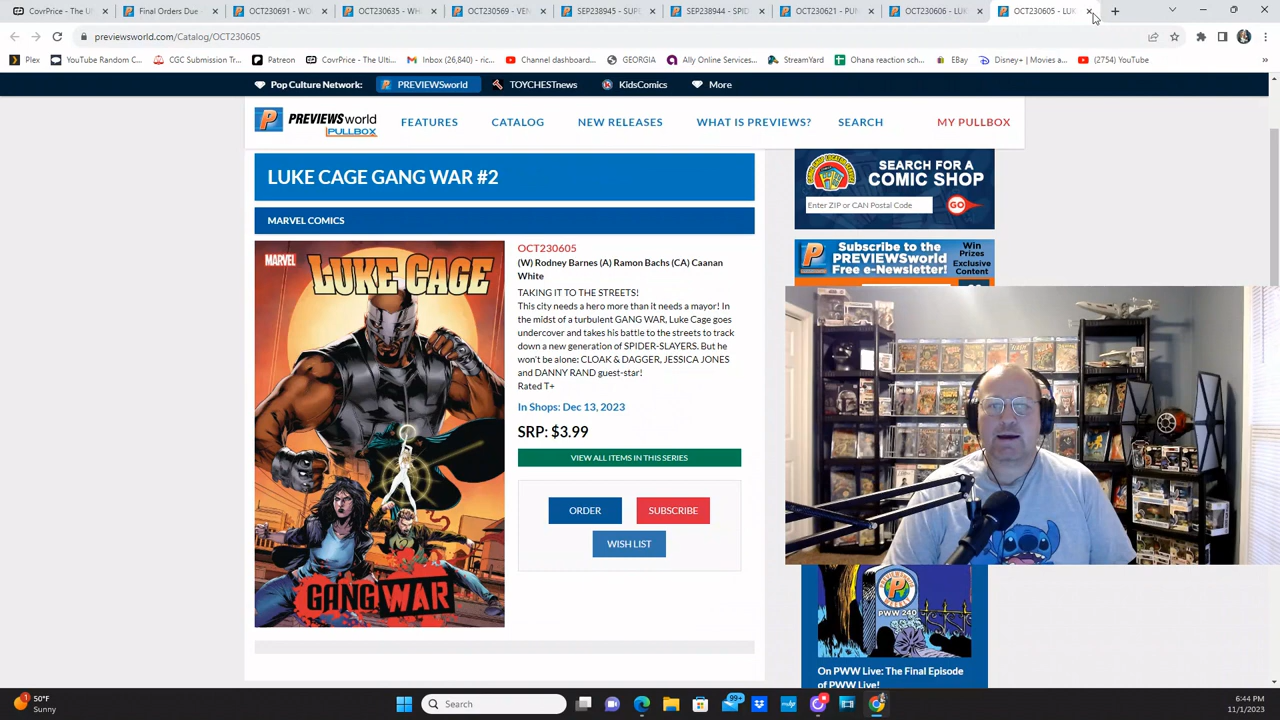 CovrPrice - The U
Final Orders Due
OCT230691 - WO
OCT230635 - WH
OCT230569 - VEN
SEP238945 - SUP
SEP238944 - SPID
OCT230621 - PUN
OCT230606 - LUK
OCT230605 - LUK
previewsworld.com/Catalog/OCT230605
Plex
YouTube Random C...
CGC Submission Tr...
Patreon
CovrPrice - The Ulti...
Inbox (26,840) - ric...
Channel dashboard...
GEORGIA
Ally Online Services...
StreamYard
Ohana reaction sch...
EBay
Disney+ | Movies a...
(2754) YouTube
Pop Culture Network:
PREVIEWSworld
TOYCHESTnews
KidsComics
More
PREVIEWSworld
PULLBOX
FEATURES
CATALOG
NEW RELEASES
WHAT IS PREVIEWS?
SEARCH
MY PULLBOX
LUKE CAGE GANG WAR #2
MARVEL COMICS
MARVEL
LUKE CAGE
GANG WAR
OCT230605
(W) Rodney Barnes (A) Ramon Bachs (CA) Caanan
White
TAKING IT TO THE STREETS!
This city needs a hero more than it needs a mayor! In
the midst of a turbulent GANG WAR, Luke Cage goes
undercover and takes his battle to the streets to track
down a new generation of SPIDER-SLAYERS. But he
won't be alone: CLOAK & DAGGER, JESSICA JONES
and DANNY RAND guest-star!
Rated T+
In Shops: Dec 13, 2023
SRP: $3.99
VIEW ALL ITEMS IN THIS SERIES
ORDER
SUBSCRIBE
WISH LIST
SEARCH FOR A
COMIC SHOP
Enter ZIP or CAN Postal Code
GO
Subscribe to the
PREVIEWSworld
Free e-Newsletter!
Win
Prizes
Exclusive
Content
PWW 240
On PWW Live: The Final Episode
of PWW Live!
1
50°F
Sunny
Search
99+
6:44 PM
11/1/2023